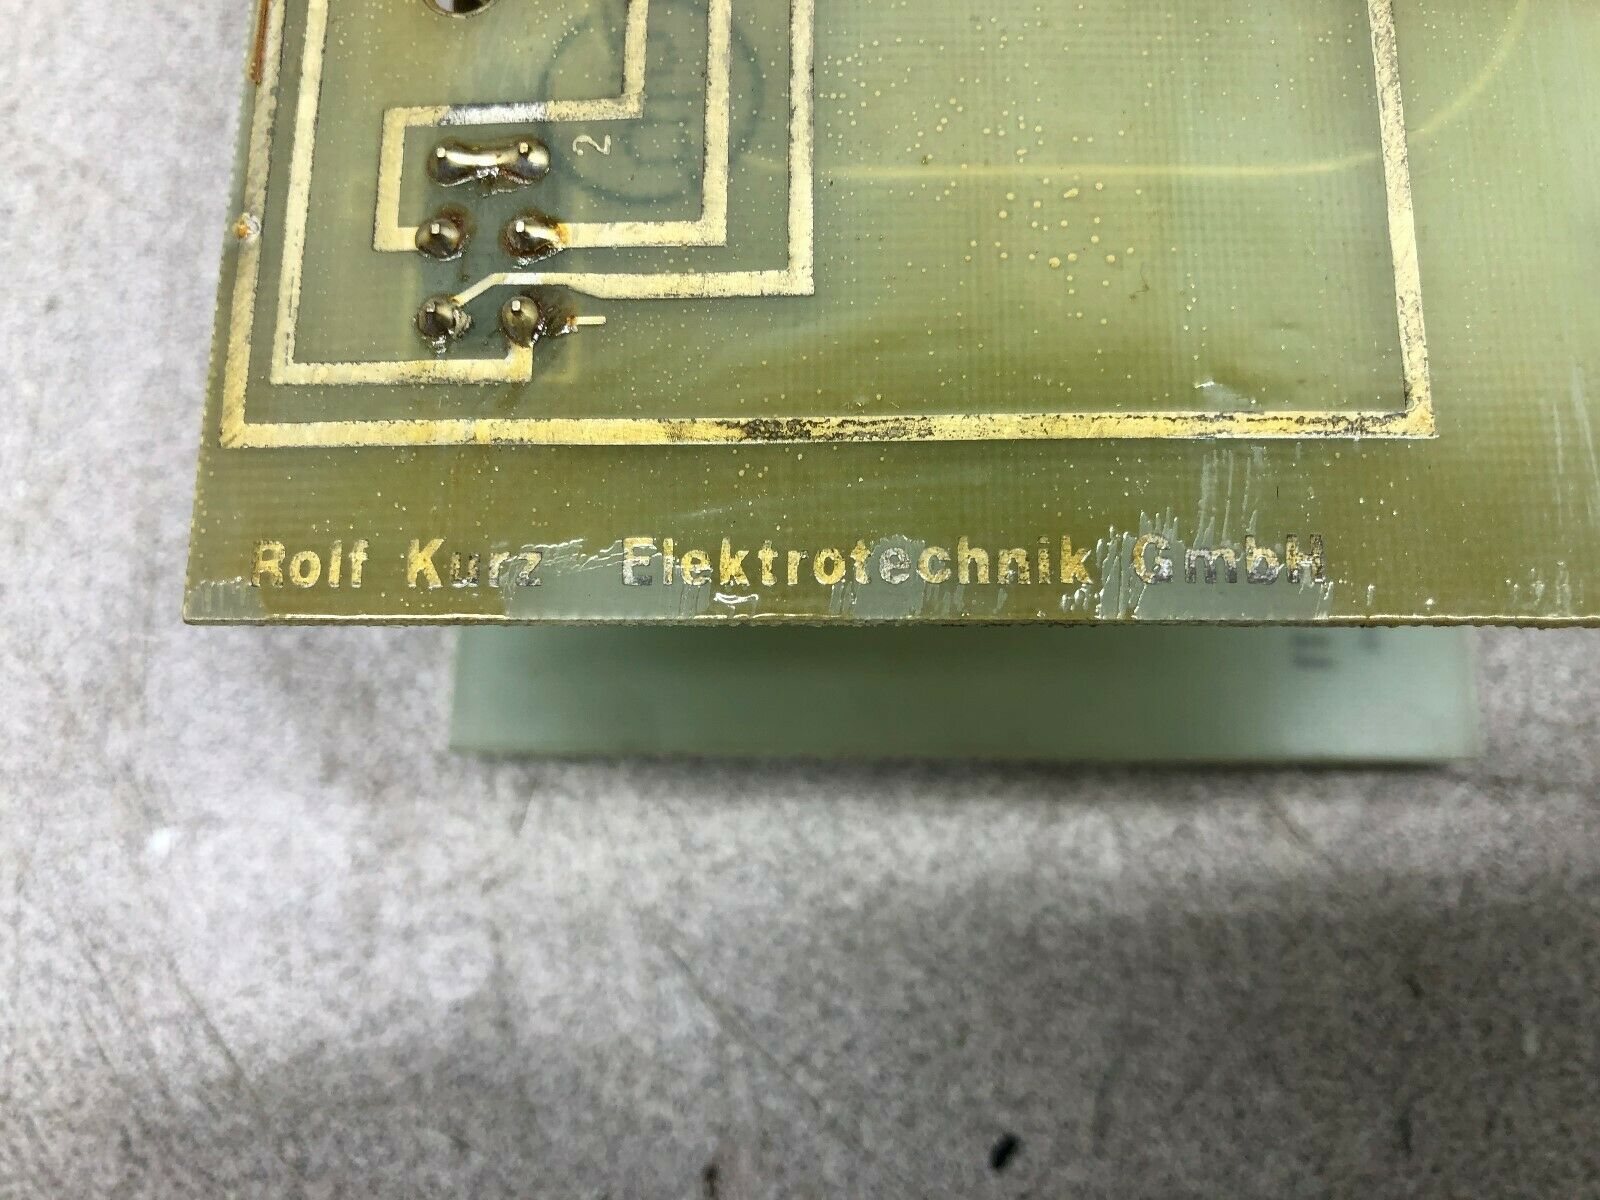 2
Rolf Kurz Elektrotechnik GmbH